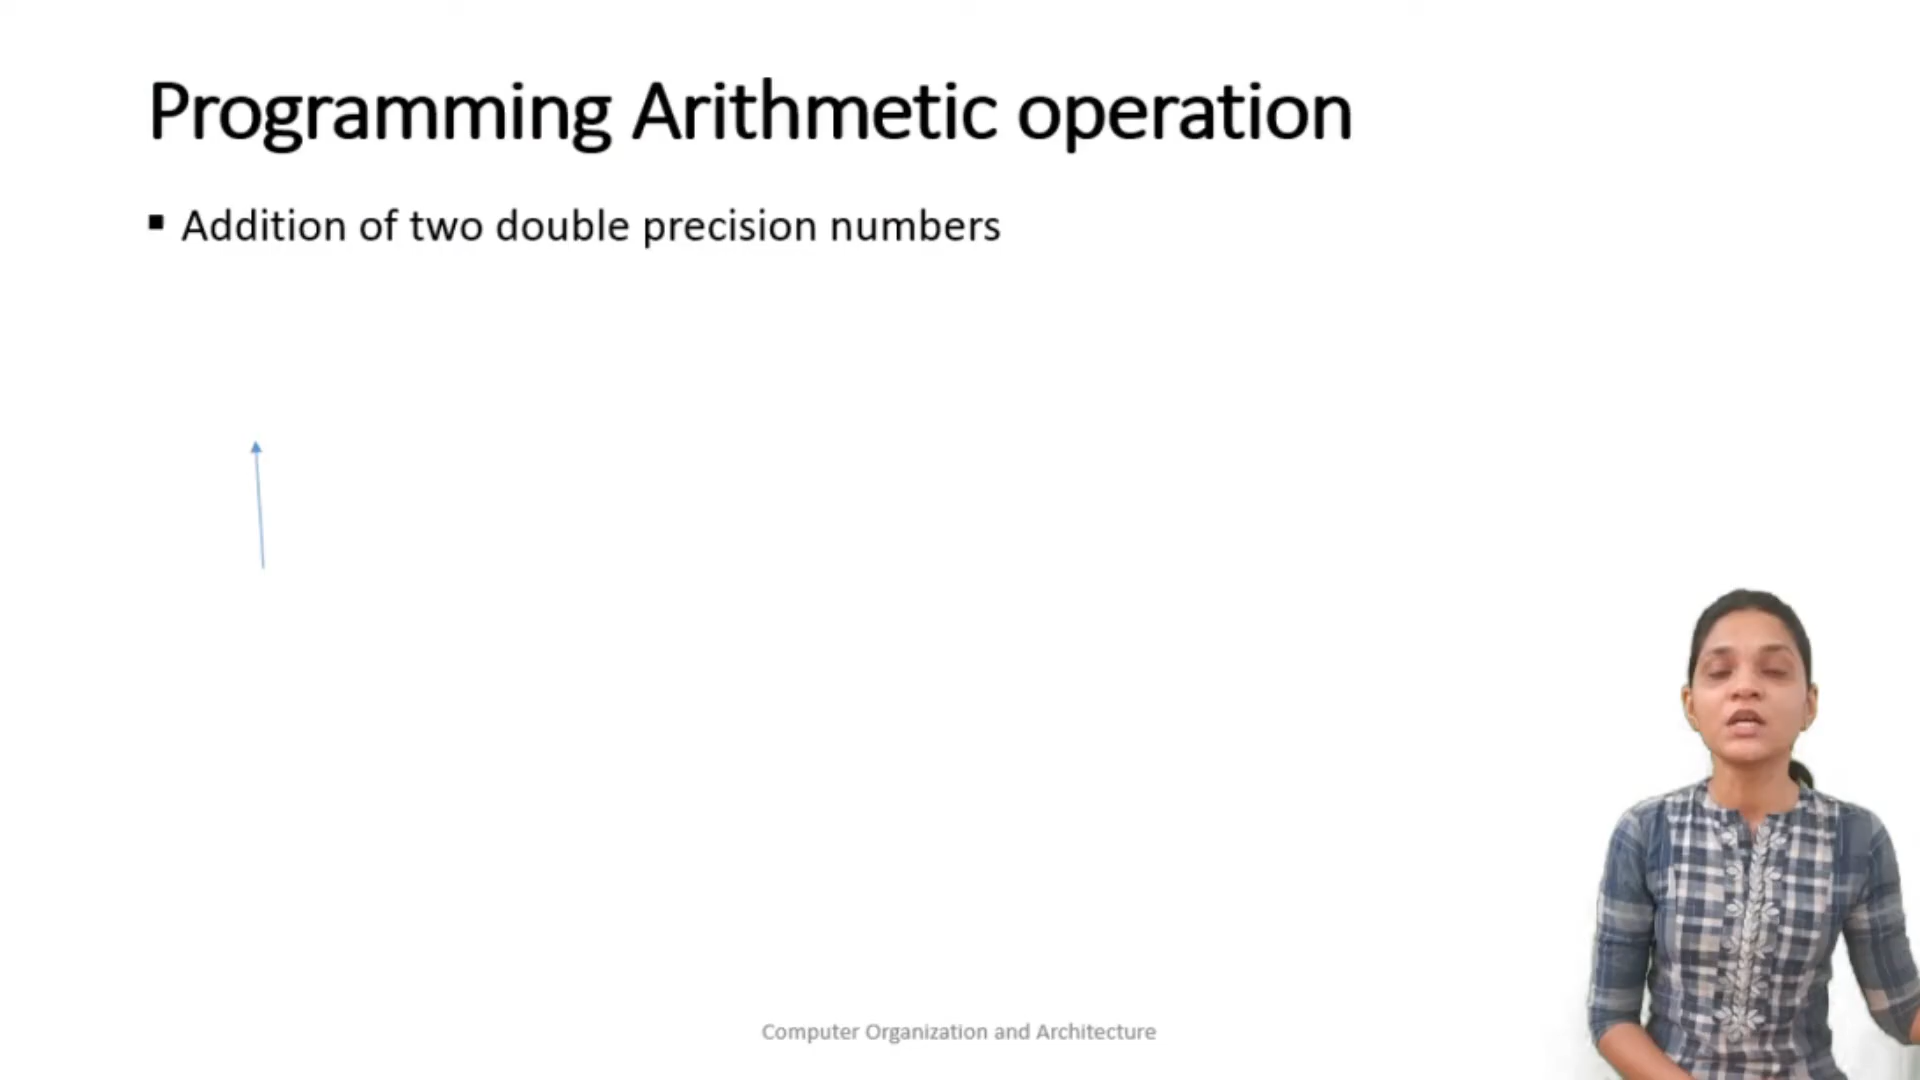 Programming Arithmetic operation
Addition of two double precision numbers
Computer Organization and Architecture